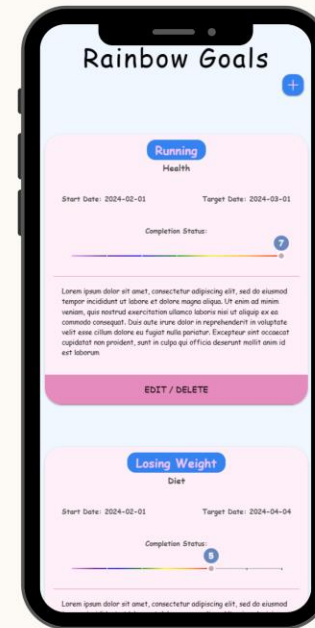 Rainbow Goals
+
Running
Health
Start Date: 2024-02-01 Target Date: 2024-03-01
Completion Status:
7
Lorem ipsum dolor sit amet, consectetur adipiscing elit, sed do eiusmod
tempor incididunt ut labore et dolore magna aliqua. Ut enim ad minim
veniam, quis nostrud exercitation ullamco laboris nisi ut aliquip ex ea
commodo consequat. Duis aute irure dolor in reprehenderit in voluptate
velit esse cillum dolore eu fugiat nulla pariatur. Excepteur sint occaecat
cupidatat non proident, sunt in culpa qui officia deserunt mollit anim id
est laborum
EDIT / DELETE
Losing Weight
Diet
Start Date: 2024-02-01 Target Date: 2024-04-04
Completion Status:
5
Lorem ipsum dolor sit amet, consectetur adipiscing elit, sed do eiusmod